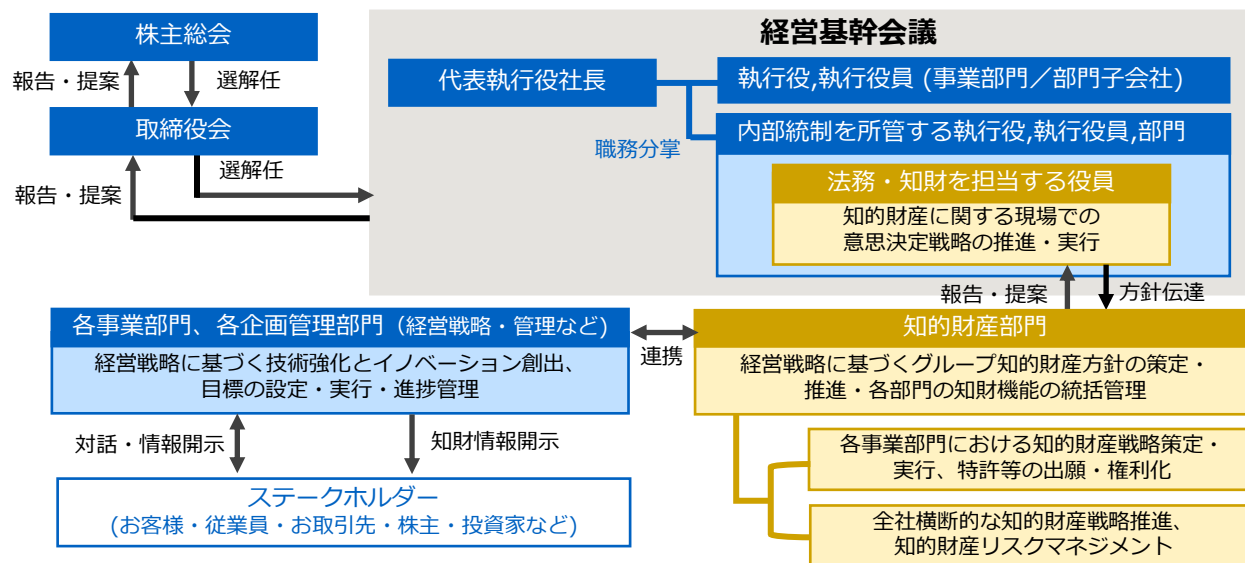 株主総会
報告・提案
選解任
取締役会
報告・提案
選解任
経営基幹会議
代表執行役社長
職務分掌
執行役,執行役員 (事業部門／部門子会社)
内部統制を所管する執行役,執行役員,部門
法務・知財を担当する役員
知的財産に関する現場での
意思決定戦略の推進・実行
報告・提案
方針伝達
各事業部門、各企画管理部門（経営戦略・管理など）
経営戦略に基づく技術強化とイノベーション創出、
目標の設定・実行・進捗管理
連携
知的財産部門
経営戦略に基づくグループ知的財産方針の策定・
推進・各部門の知財機能の統括管理
対話・情報開示
知財情報開示
ステークホルダー
(お客様・従業員・お取引先・株主・投資家など)
各事業部門における知的財産戦略策定・
実行、特許等の出願・権利化
全社横断的な知的財産戦略推進、
知的財産リスクマネジメント